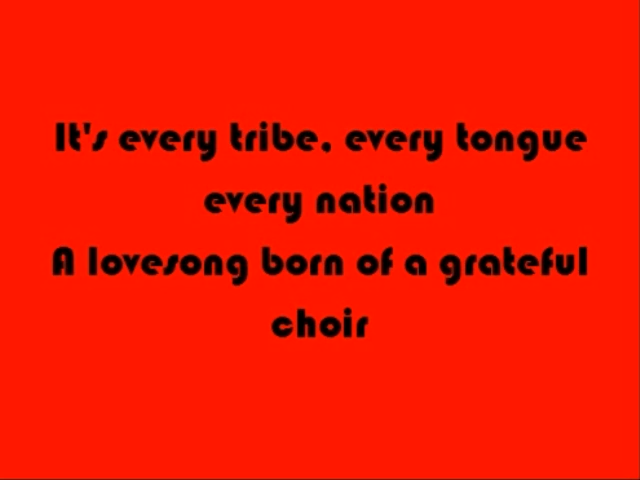 It's every tribe, every tongue
every nation
A lovesong born of a grateful
choir